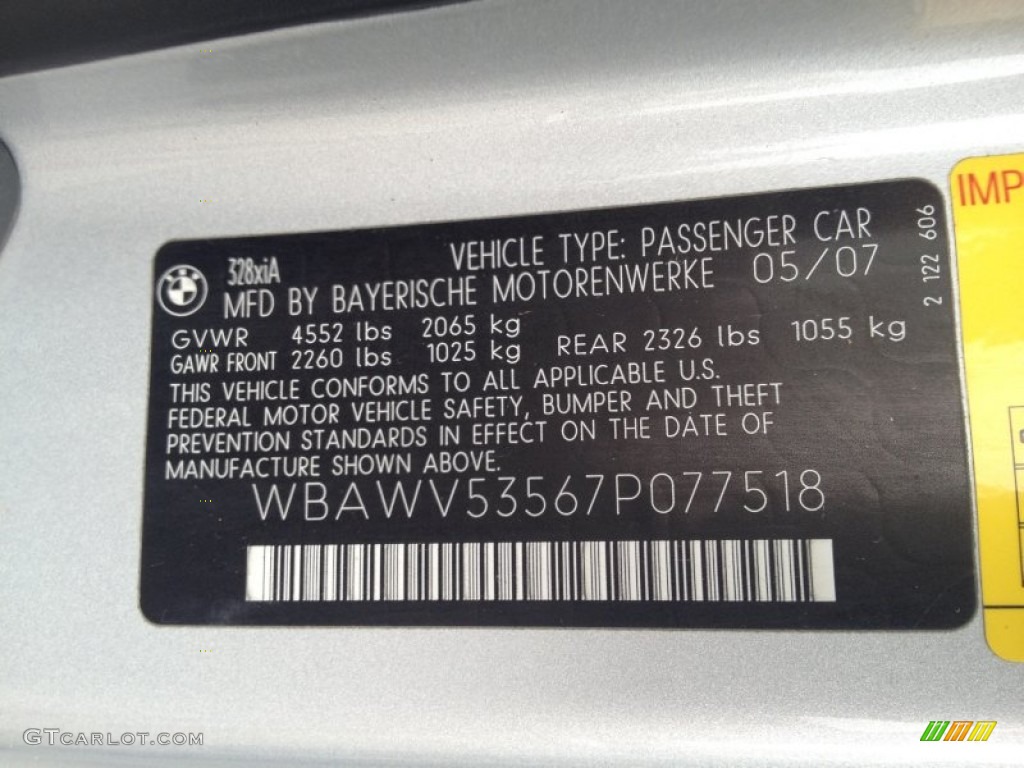 328xiA
VEHICLE TYPE: PASSENGER CAR
MFD BY BAYERISCHE MOTORENWERKE 05/07
GVWR 4552 lbs 2065 kg
GAWR FRONT 2260 lbs 1025 kg REAR 2326 lbs 1055 kg
THIS VEHICLE CONFORMS TO ALL APPLICABLE U.S.
FEDERAL MOTOR VEHICLE SAFETY, BUMPER AND THEFT
PREVENTION STANDARDS IN EFFECT ON THE DATE OF
MANUFACTURE SHOWN ABOVE.
WBAWV53567P077518
2 122 606
IMP
GTCARLOT.COM